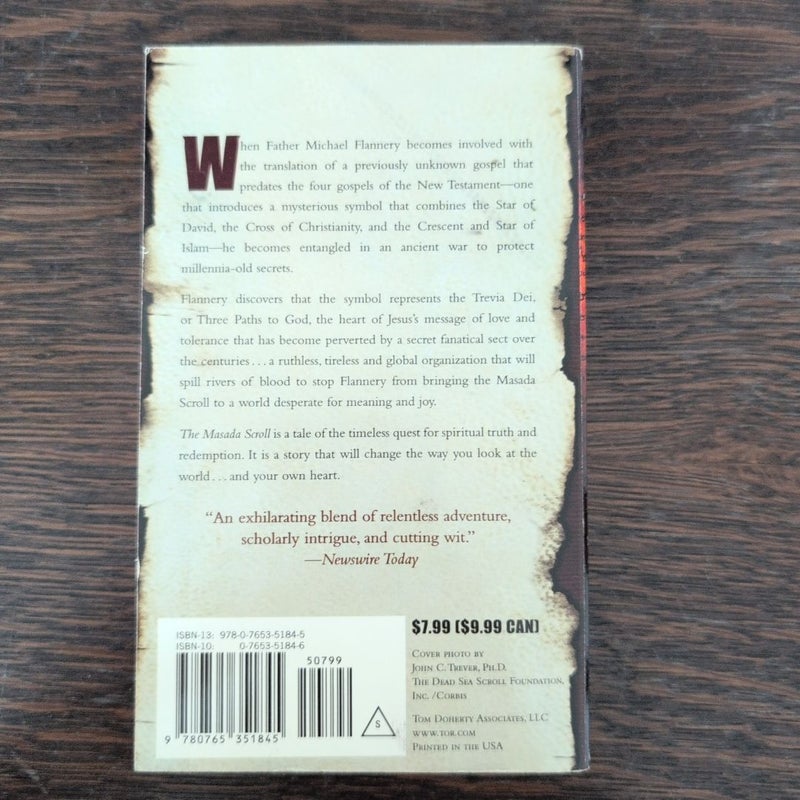 When Father Michael Flannery becomes involved with
the translation of a previously unknown gospel that
predates the four gospels of the New Testament—one
that introduces a mysterious symbol that combines the Star of
David, the Cross of Christianity, and the Crescent and Star of
Islam—he becomes entangled in an ancient war to protect
millennia-old secrets.
Flannery discovers that the symbol represents the Trevia Dei,
or Three Paths to God, the heart of Jesus's message of love and
tolerance that has become perverted by a secret fanatical sect over
the centuries . . . a ruthless, tireless and global organization that will
spill rivers of blood to stop Flannery from bringing the Masada
Scroll to a world desperate for meaning and joy.
The Masada Scroll is a tale of the timeless quest for spiritual truth and
redemption. It is a story that will change the way you look at the
world . . . and your own heart.
“An exhilarating blend of relentless adventure,
scholarly intrigue, and cutting wit.”
—Newswire Today
ISBN-13: 978-0-7653-5184-5
ISBN-10: 0-7653-5184-6
50799
9 780765 351845
S
$7.99 ($9.99 CAN)
Cover photo by
John C. Trever, Ph.D.
The Dead Sea Scroll Foundation,
Inc. /Corbis
Tom Doherty Associates, LLC
www.tor.com
Printed in the USA